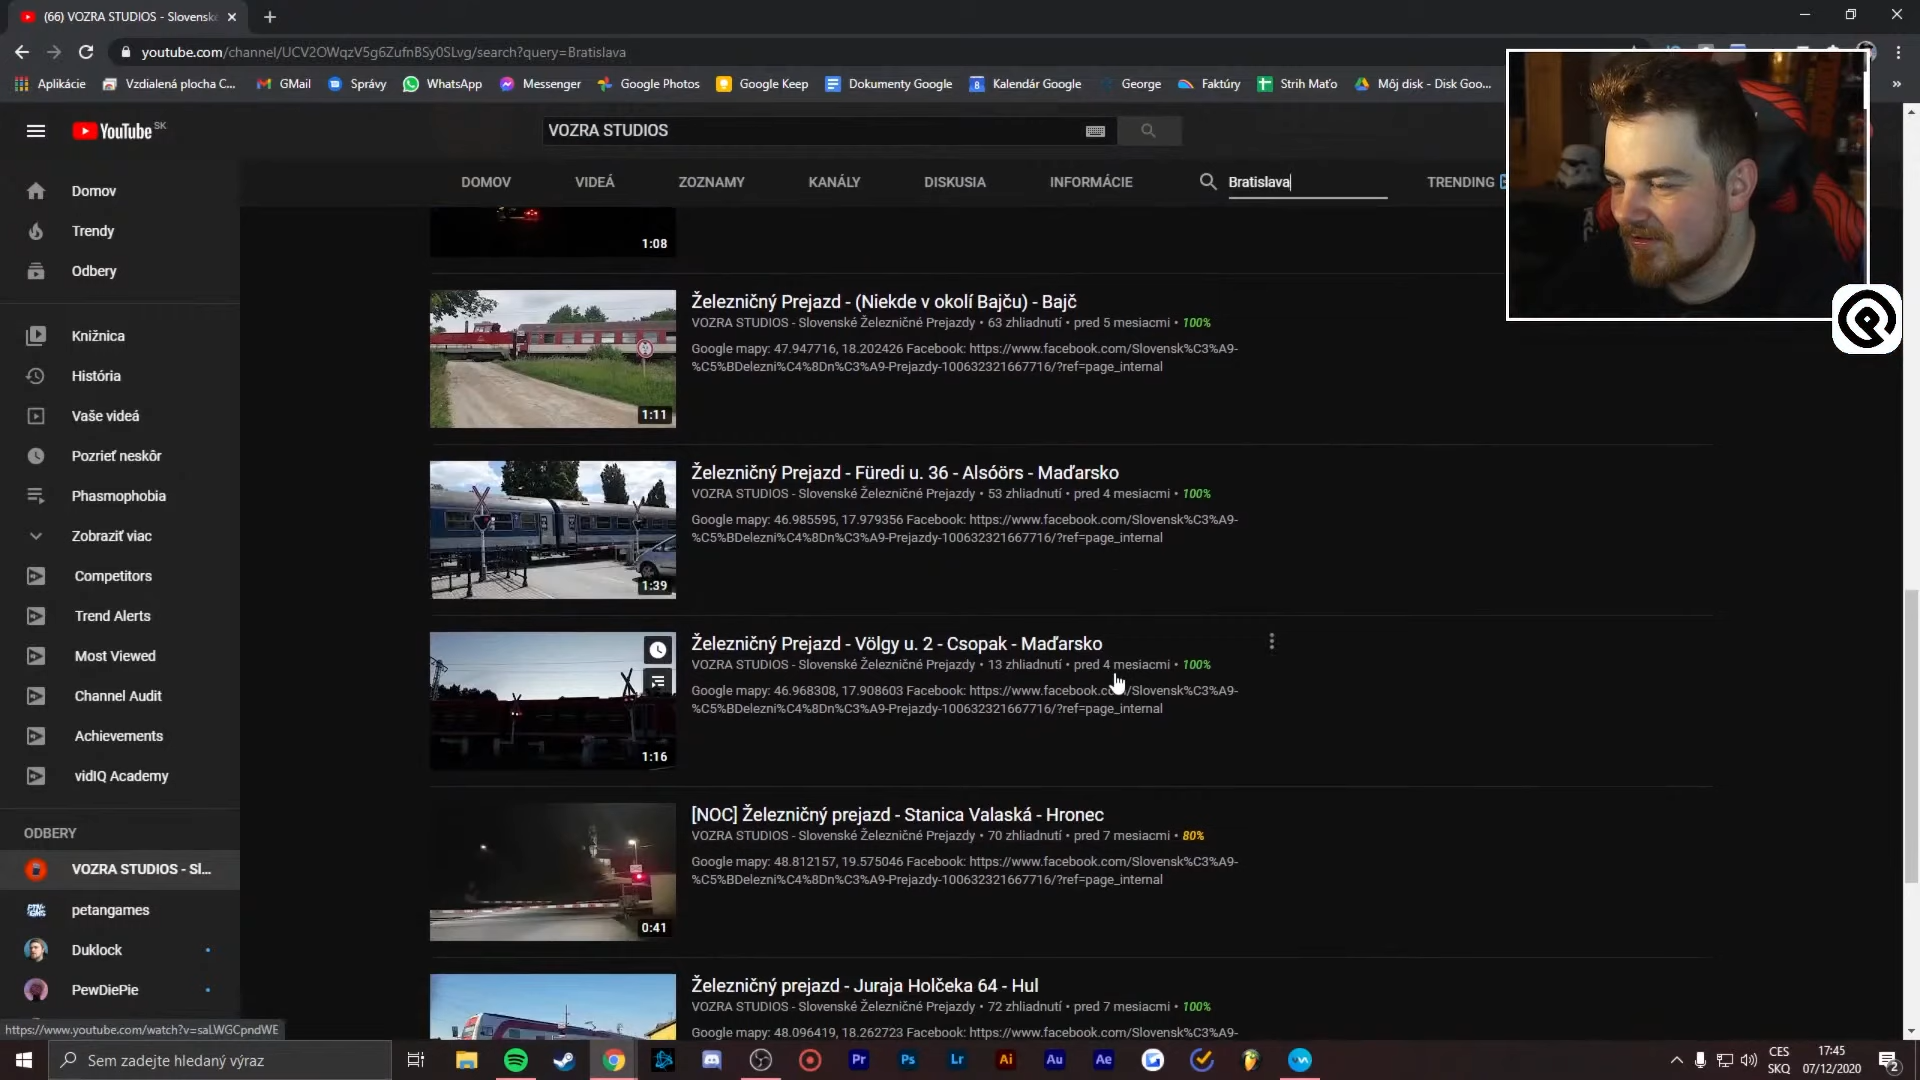 (66) VOZRA STUDIOS - Slovenské
youtube.com/channel/UCV2OWqzV5g6ZufnBSy0SLvg/search?query=Bratislava
Aplikácie Vzdialená plocha C... GMail Správy WhatsApp Messenger Google Photos Google Keep Dokumenty Google Kalendár Google George Faktúry Strih Maťo Môj disk - Disk Goo... »
YouTube SK
VOZRA STUDIOS
DOMOV VIDEÁ ZOZNAMY KANÁLY DISKUSIA INFORMÁCIE Bratislava TRENDING
Domov
Trendy
Odbery
Knižnica
História
Vaše videá
Pozrieť neskôr
Phasmophobia
Zobraziť viac
Competitors
Trend Alerts
Most Viewed
Channel Audit
Achievements
vidIQ Academy
ODBERY
VOZRA STUDIOS - Sl...
petangames
Duklock
PewDiePie
1:08
Železničný Prejazd - (Niekde v okolí Bajču) - Bajč
VOZRA STUDIOS - Slovenské Železničné Prejazdy • 63 zhliadnutí • pred 5 mesiacmi • 100%
Google mapy: 47.947716, 18.202426 Facebook: https://www.facebook.com/Slovensk%C3%A9-
%C5%BDelezni%C4%8Dn%C3%A9-Prejazdy-100632321667716/?ref=page_internal
1:11
Železničný Prejazd - Füredi u. 36 - Alsóörs - Maďarsko
VOZRA STUDIOS - Slovenské Železničné Prejazdy • 53 zhliadnutí • pred 4 mesiacmi • 100%
Google mapy: 46.985595, 17.979356 Facebook: https://www.facebook.com/Slovensk%C3%A9-
%C5%BDelezni%C4%8Dn%C3%A9-Prejazdy-100632321667716/?ref=page_internal
1:39
Železničný Prejazd - Völgy u. 2 - Csopak - Maďarsko
VOZRA STUDIOS - Slovenské Železničné Prejazdy • 13 zhliadnutí • pred 4 mesiacmi • 100%
Google mapy: 46.968308, 17.908603 Facebook: https://www.facebook.com/Slovensk%C3%A9-
%C5%BDelezni%C4%8Dn%C3%A9-Prejazdy-100632321667716/?ref=page_internal
1:16
[NOC] Železničný prejazd - Stanica Valaská - Hronec
VOZRA STUDIOS - Slovenské Železničné Prejazdy • 70 zhliadnutí • pred 7 mesiacmi • 80%
Google mapy: 48.812157, 19.575046 Facebook: https://www.facebook.com/Slovensk%C3%A9-
%C5%BDelezni%C4%8Dn%C3%A9-Prejazdy-100632321667716/?ref=page_internal
0:41
Železničný prejazd - Juraja Holčeka 64 - Hul
VOZRA STUDIOS - Slovenské Železničné Prejazdy • 72 zhliadnutí • pred 7 mesiacmi • 100%
Google mapy: 48.096419, 18.262723 Facebook: https://www.facebook.com/Slovensk%C3%A9-
https://www.youtube.com/watch?v=saLWGCpndWE
Sem zadejte hledaný výraz
Pr Ps Lr Ai Au Ae
CES
SKQ
17:45
07/12/2020
2